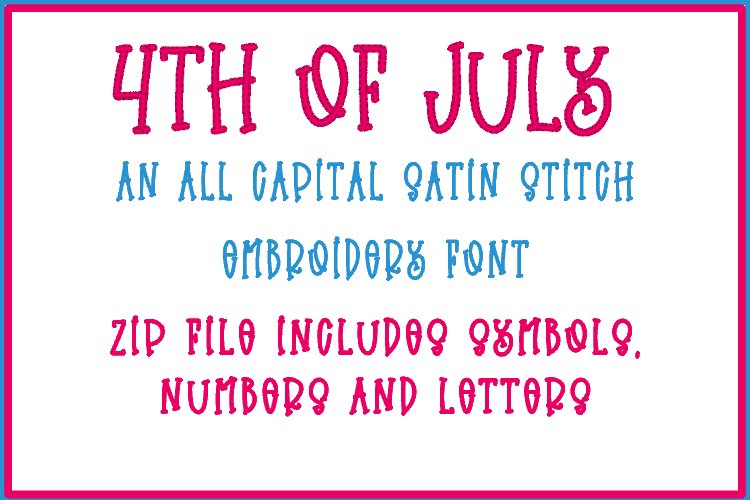 4TH OF JULY
AN ALL CAPITAL SATIN STITCH
EMBROIDERY FONT
ZIP FILE INCLUDES SYMBOLS,
NUMBERS AND LETTERS